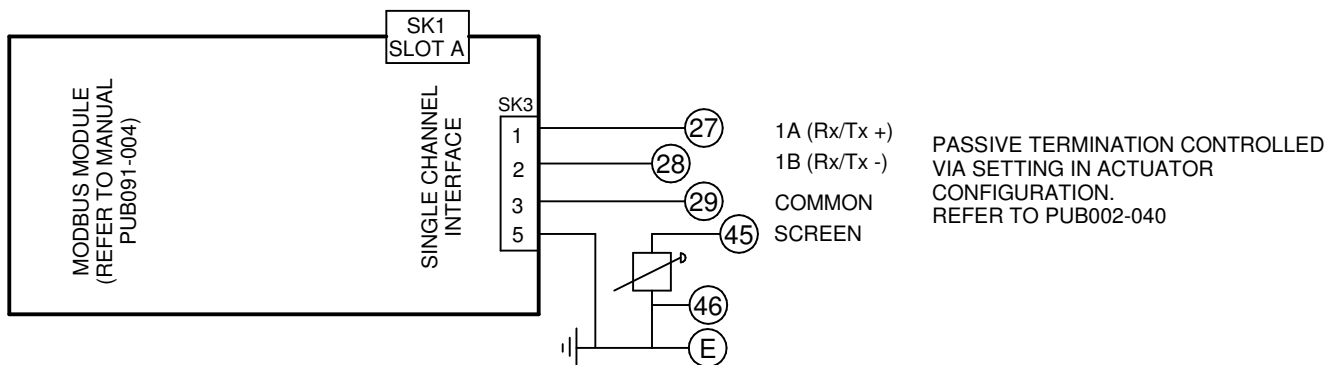 SK1
SLOT A
MODBUS MODULE
(REFER TO MANUAL
PUB091-004)
SINGLE CHANNEL
INTERFACE
SK3
1
2
3
5
27
28
29
45
46
E
1A (Rx/Tx +)
1B (Rx/Tx -)
COMMON
SCREEN
PASSIVE TERMINATION CONTROLLED
VIA SETTING IN ACTUATOR
CONFIGURATION.
REFER TO PUB002-040